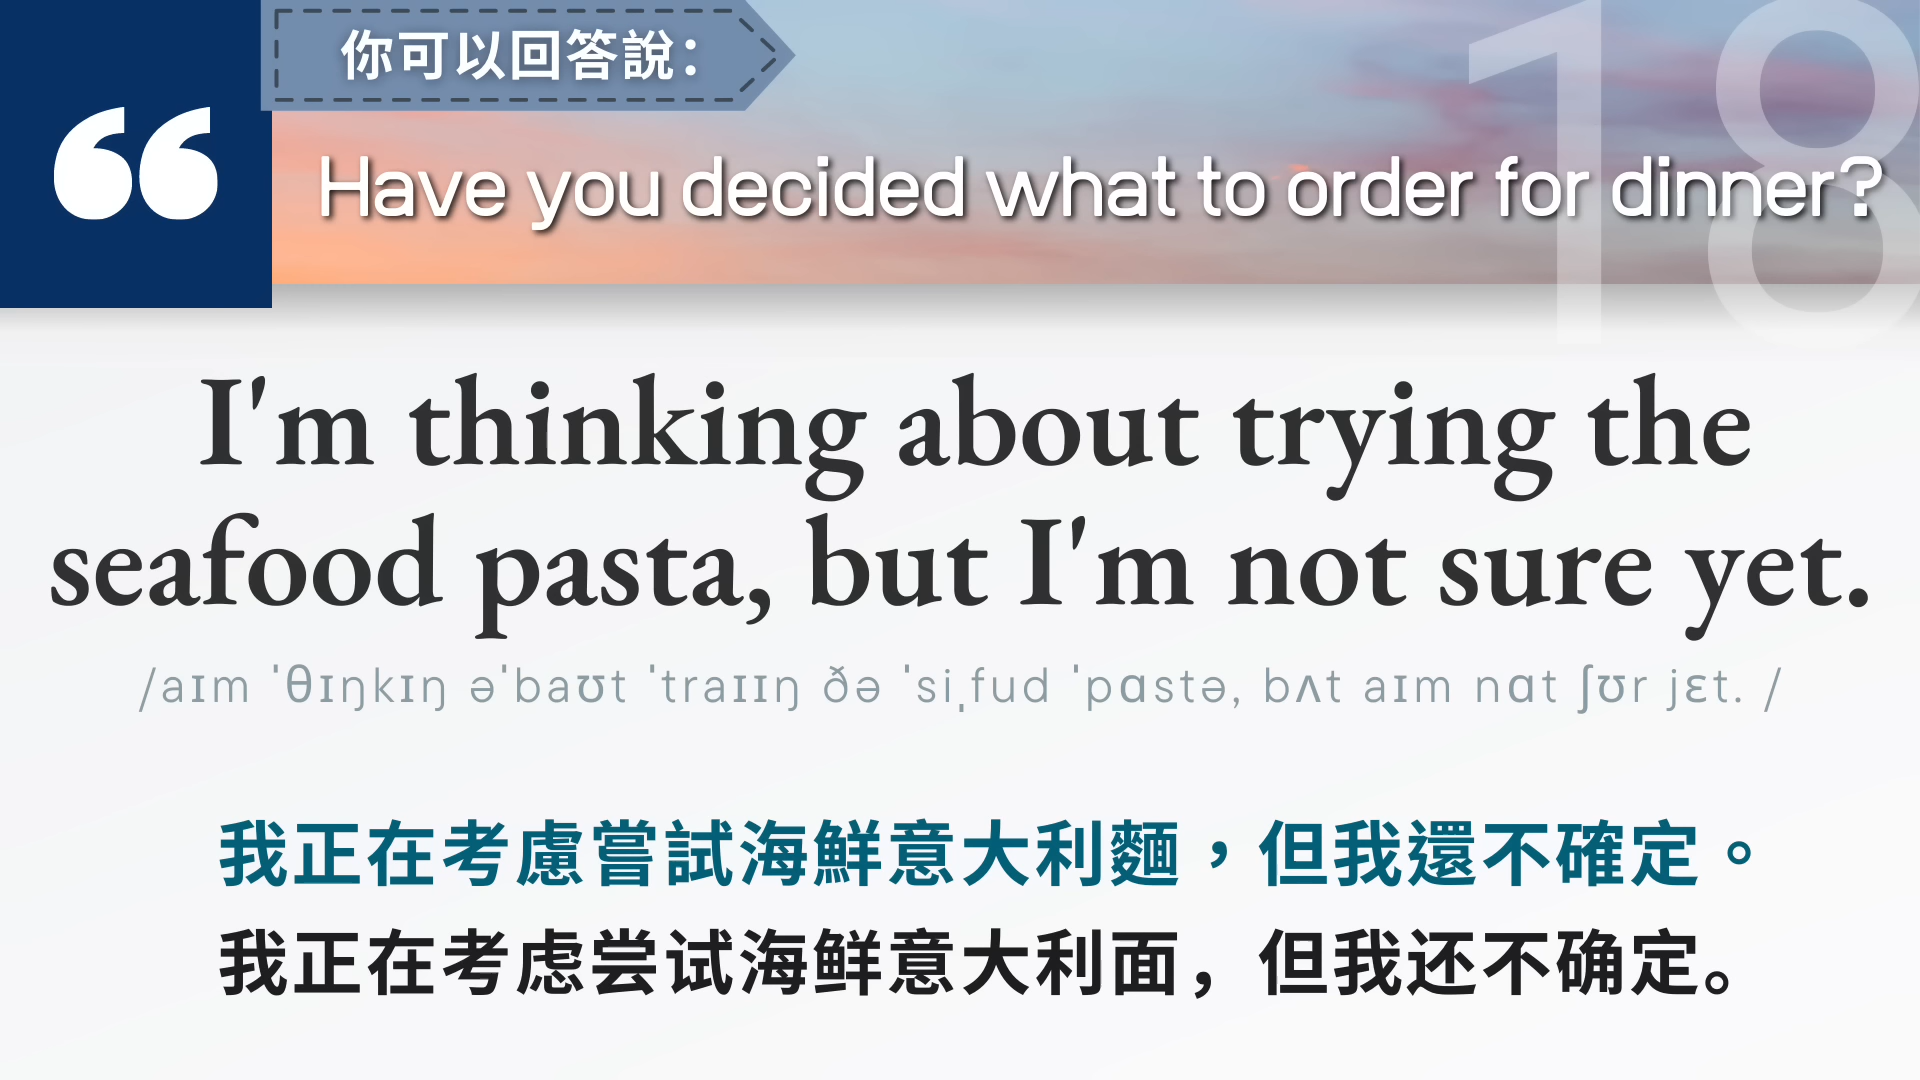 你可以回答說：
18
Have you decided what to order for dinner?
I'm thinking about trying the
seafood pasta, but I'm not sure yet.
/aɪm ˈθɪŋkɪŋ əˈbaʊt ˈtraɪɪŋ ðə ˈsiˌfud ˈpɑstə, bʌt aɪm nɑt ʃʊr jɛt. /
我正在考慮嘗試海鮮意大利麵，但我還不確定。
我正在考虑尝试海鲜意大利面，但我还不确定。